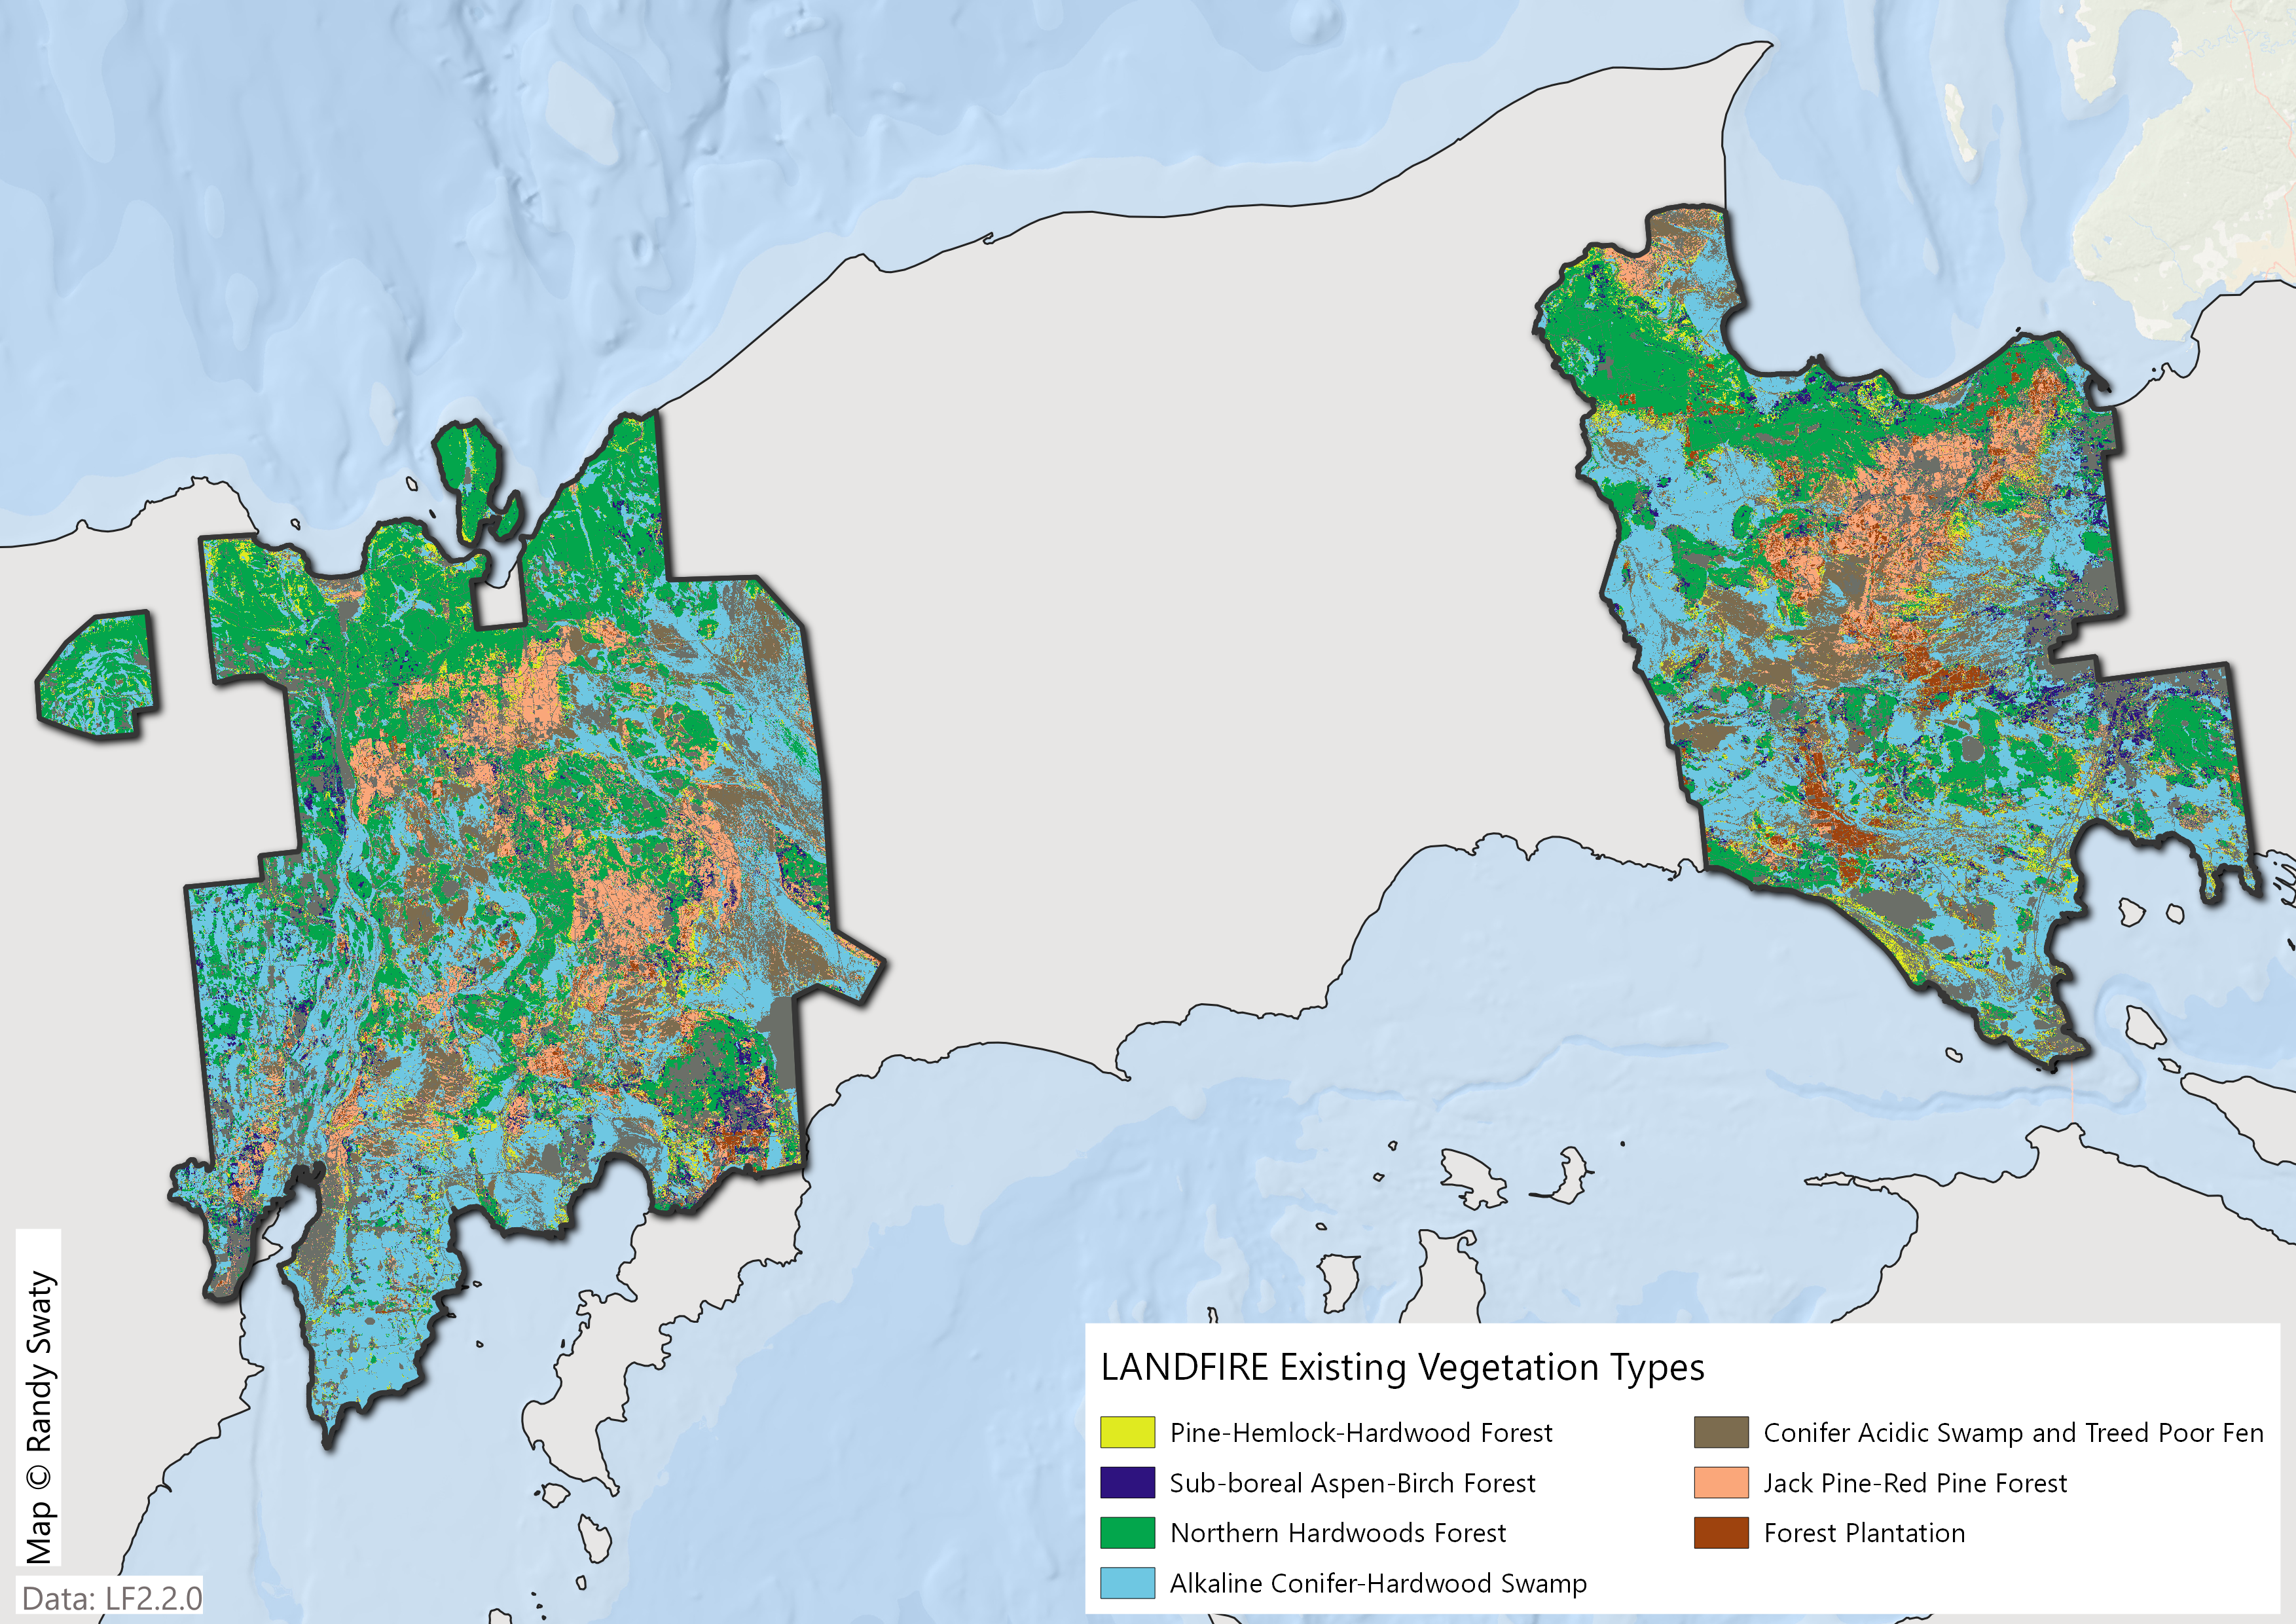 LANDFIRE Existing Vegetation Types
Pine-Hemlock-Hardwood Forest
Sub-boreal Aspen-Birch Forest
Northern Hardwoods Forest
Alkaline Conifer-Hardwood Swamp
Conifer Acidic Swamp and Treed Poor Fen
Jack Pine-Red Pine Forest
Forest Plantation
Map © Randy Swaty
Data: LF2.2.0